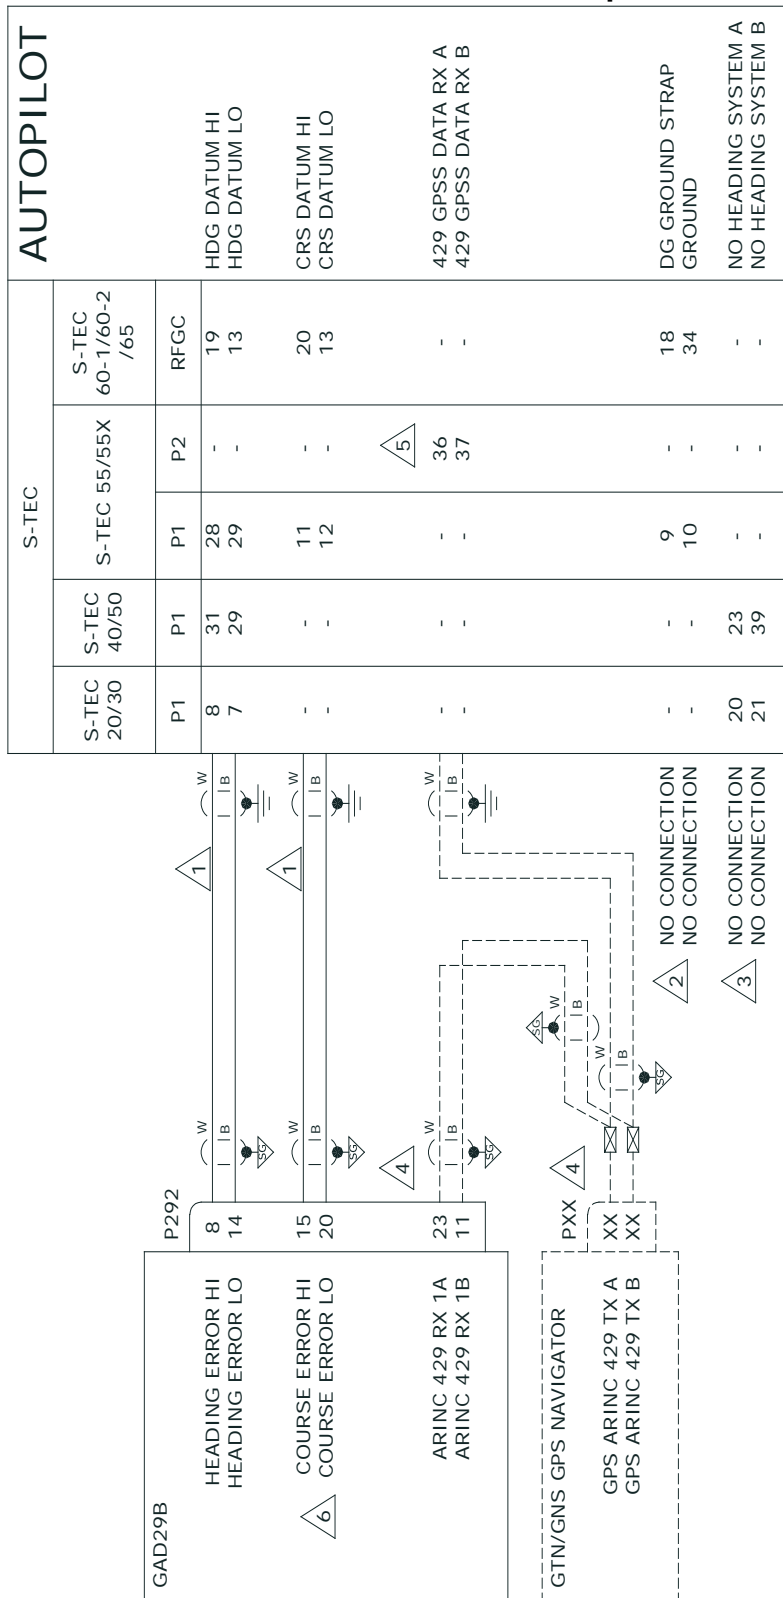 GAD29B
P292
HEADING ERROR HI 8
HEADING ERROR LO 14
COURSE ERROR HI 15
COURSE ERROR LO 20
6
ARINC 429 RX 1A 23
ARINC 429 RX 1B 11
4
GTN/GNS GPS NAVIGATOR
PXX
4
GPS ARINC 429 TX A XX
GPS ARINC 429 TX B XX
W
B
SG
W
B
SG
W
B
SG
W
B
SG
W
B
SG
1
1
W
B
W
B
W
B
2
NO CONNECTION
NO CONNECTION
3
NO CONNECTION
NO CONNECTION
S-TEC
AUTOPILOT
S-TEC
20/30
S-TEC
40/50
S-TEC 55/55X
S-TEC
60-1/60-2
/65
P1 P1 P1 P2 RFGC
8 31 28 - 19 HDG DATUM HI
7 29 29 - 13 HDG DATUM LO
- - 11 - 20 CRS DATUM HI
- - 12 - 13 CRS DATUM LO
5
- - - 36 - 429 GPSS DATA RX A
- - - 37 - 429 GPSS DATA RX B
- - 9 - 18 DG GROUND STRAP
- - 10 - 34 GROUND
20 23 - - - NO HEADING SYSTEM A
21 39 - - - NO HEADING SYSTEM B